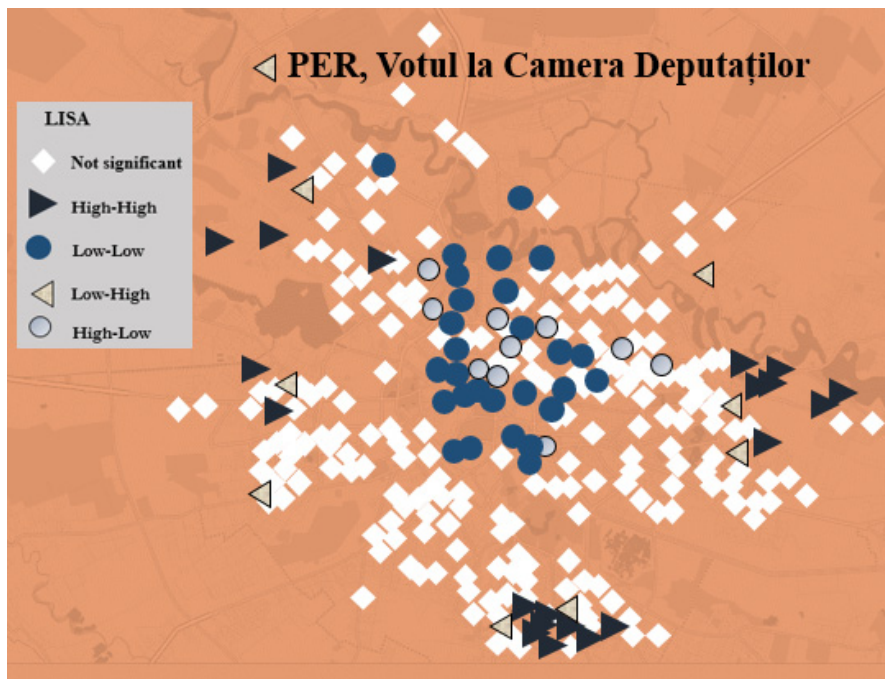 PER, Votul la Camera Deputaților
LISA
Not significant
High-High
Low-Low
Low-High
High-Low